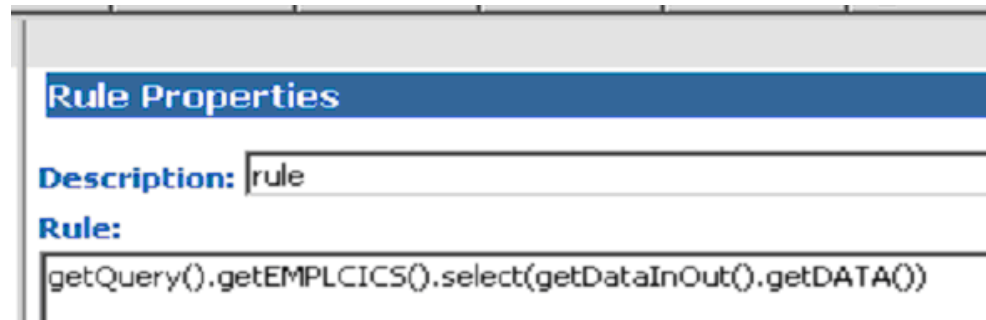 Rule Properties
Description: rule
Rule:
getQuery().getEMPLCICS().select(getDataInOut().getDATA())